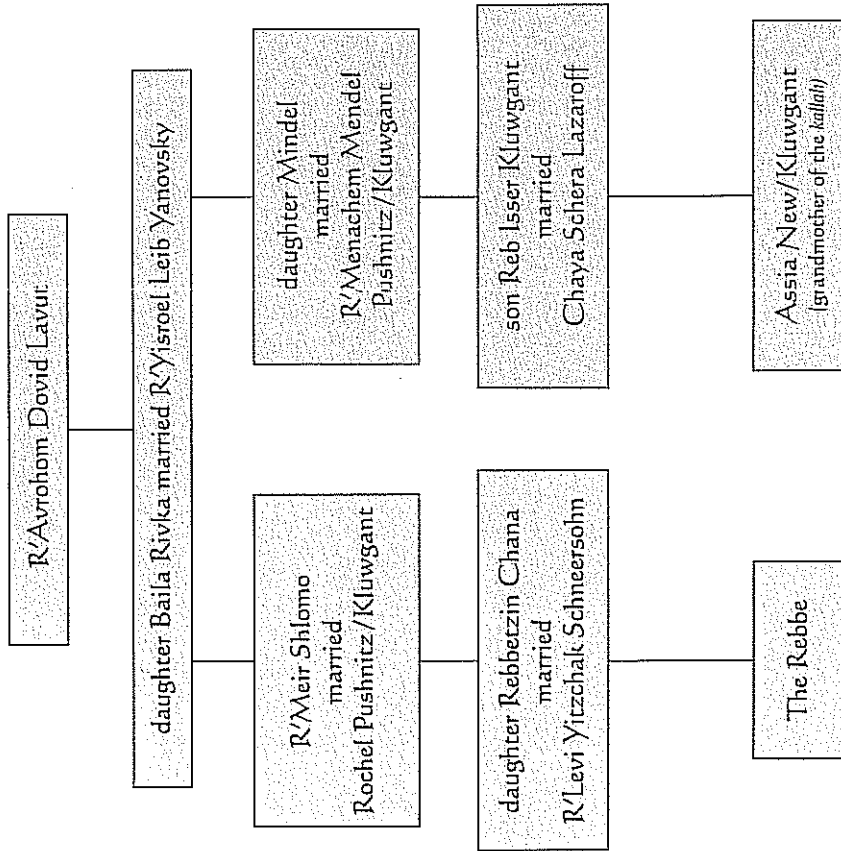 R'Avrohom Dovid Lavut
daughter Baila Rivka married R'Yisroel Leib Yanovsky
R'Meir Shlomo
married
Rochel Pushnitz/Kluwgant
daughter Mindel
married
R'Menachem Mendel
Pushnitz/Kluwgant
daughter Rebbetzin Chana
married
R'Levi Yitzchak Schneersohn
son Reb Isser Kluwgant
married
Chaya Schera Lazaroff
The Rebbe
Assia New/Kluwgant
(grandmother of the kallah)